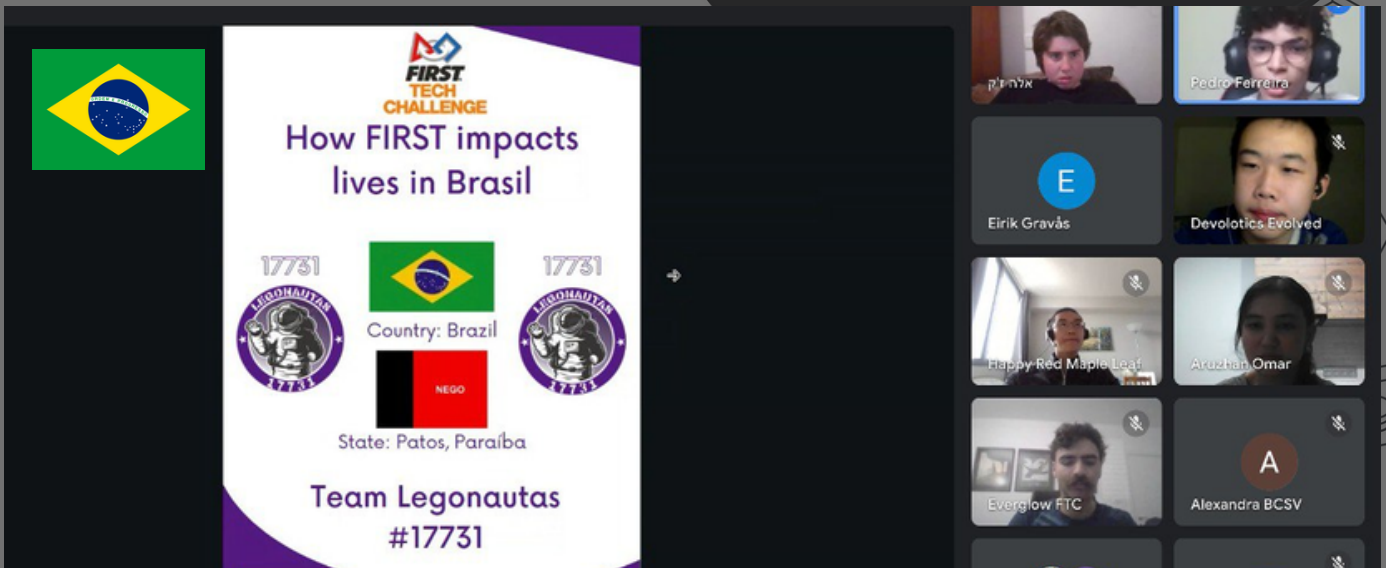 FIRST
TECH
CHALLENGE
How FIRST impacts
lives in Brasil
17731
17731
LEGONAUTAS
17731
LEGONAUTAS
17731
Country: Brazil
NEGO
State: Patos, Paraíba
Team Legonautas
#17731
Pedro Ferreira
E
Eirik Gravås
Devolotics Evolved
Happy Red Maple Leaf
Aruzhan Omar
Everglow FTC
A
Alexandra BCSV